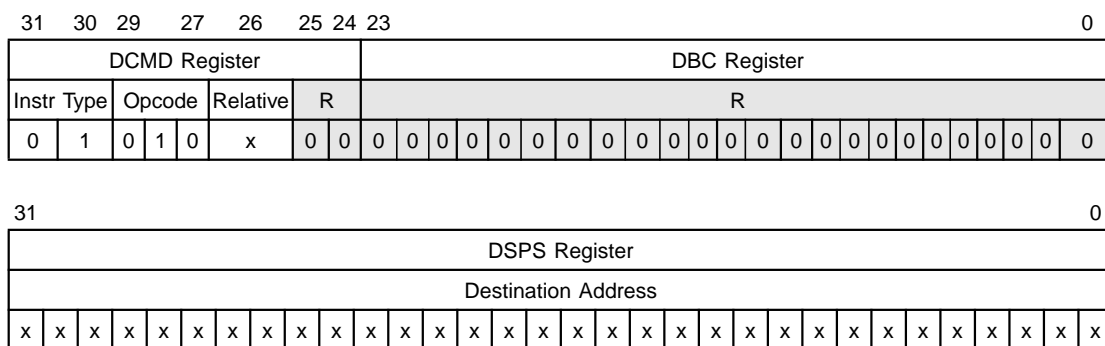 31 30 29 27 26 25 24 23 0
DCMD Register DBC Register
Instr Type Opcode Relative R R
0 1 0 1 0 x 0 0 0 0 0 0 0 0 0 0 0 0 0 0 0 0 0 0 0 0 0 0 0 0 0 0
31 0
DSPS Register
Destination Address
x x x x x x x x x x x x x x x x x x x x x x x x x x x x x x x x